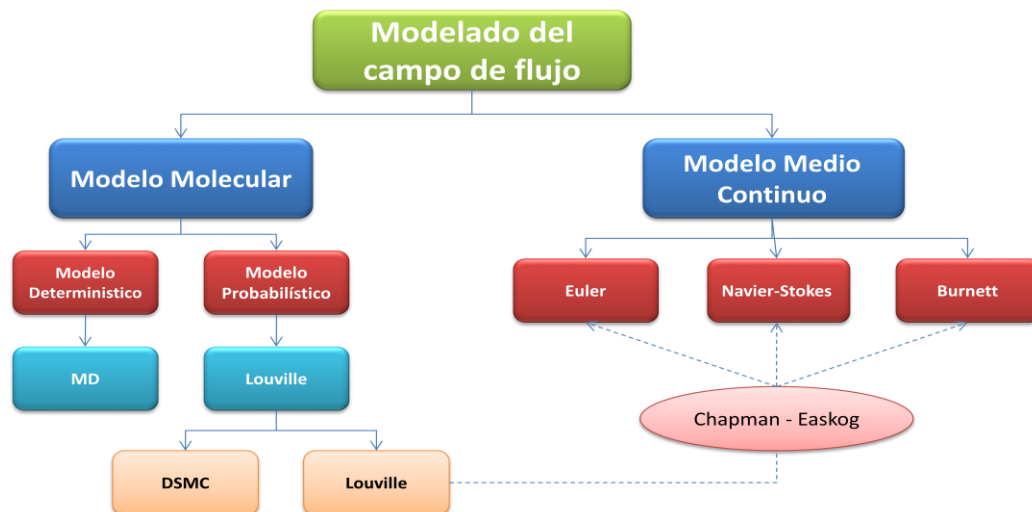 Modelado del
campo de flujo
Modelo Molecular
Modelo Medio
Continuo
Modelo
Deterministico
Modelo
Probabilístico
Euler
Navier-Stokes
Burnett
MD
Louville
Chapman - Easkog
DSMC
Louville